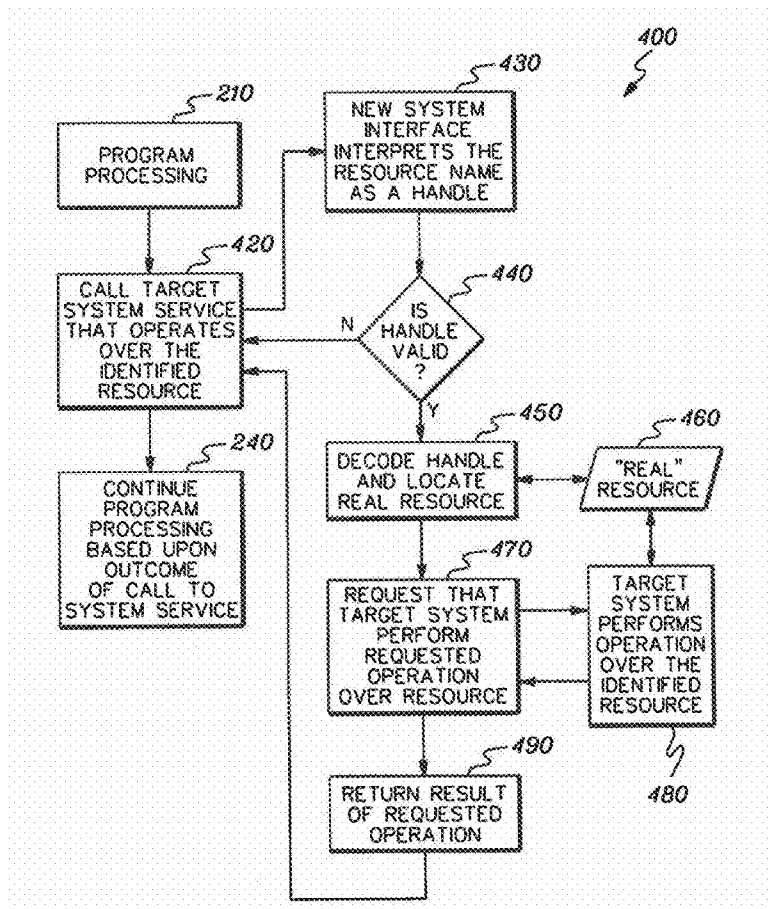 400
210
PROGRAM
PROCESSING
430
NEW SYSTEM
INTERFACE
INTERPRETS THE
RESOURCE NAME
AS A HANDLE
420
CALL TARGET
SYSTEM SERVICE
THAT OPERATES
OVER THE
IDENTIFIED
RESOURCE
440
IS
HANDLE
VALID
?
N
Y
240
CONTINUE
PROGRAM
PROCESSING
BASED UPON
OUTCOME
OF CALL TO
SYSTEM SERVICE
450
DECODE HANDLE
AND LOCATE
REAL RESOURCE
460
"REAL"
RESOURCE
470
REQUEST THAT
TARGET SYSTEM
PERFORM
REQUESTED
OPERATION
OVER RESOURCE
TARGET
SYSTEM
PERFORMS
OPERATION
OVER THE
IDENTIFIED
RESOURCE
480
490
RETURN RESULT
OF REQUESTED
OPERATION